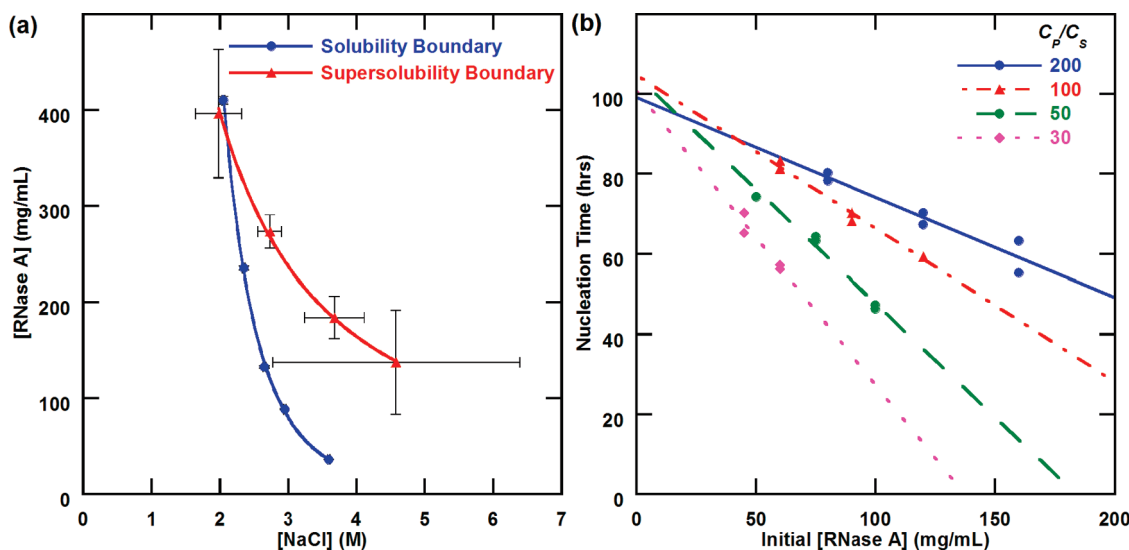 (a)
Solubility Boundary
Supersolubility Boundary
[RNase A] (mg/mL)
400
300
200
100
0
0 1 2 3 4 5 6 7
[NaCl] (M)
(b)
C_P/C_S
200
100
50
30
Nucleation Time (hrs)
100
80
60
40
20
0
0 50 100 150 200
Initial [RNase A] (mg/mL)